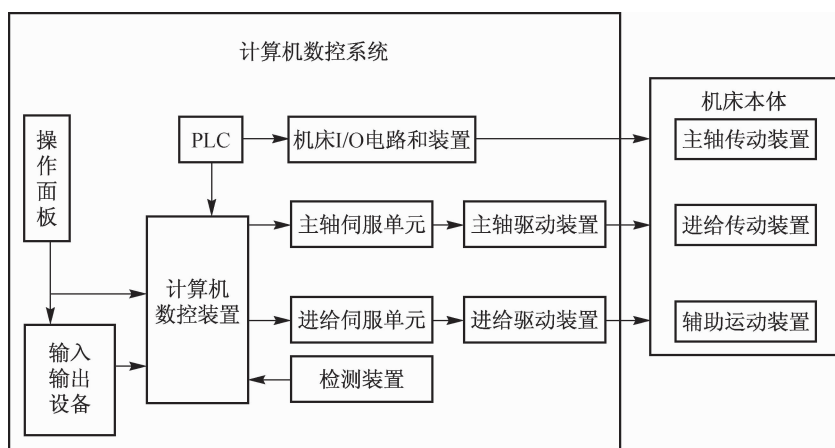 计算机数控系统
操
作
面
板
PLC
机床I/O电路和装置
主轴伺服单元
主轴驱动装置
计算机
数控装置
进给伺服单元
进给驱动装置
检测装置
输入
输出
设备
机床本体
主轴传动装置
进给传动装置
辅助运动装置